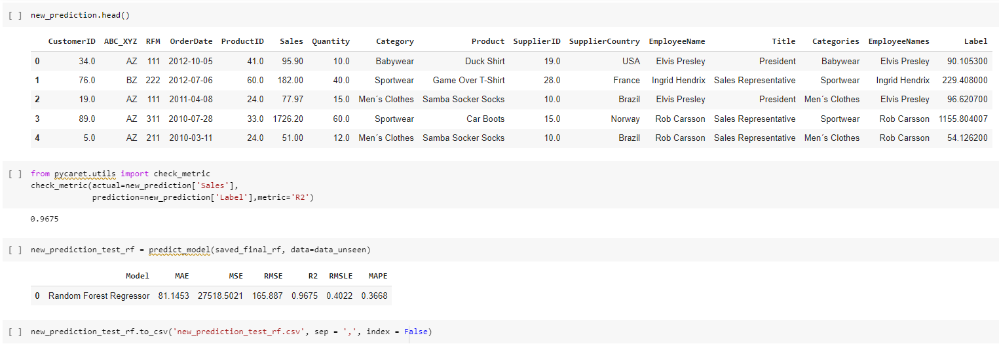 [ ] new_prediction.head()
CustomerID ABC_XYZ RFM OrderDate ProductID Sales Quantity Category Product SupplierID SupplierCountry EmployeeName Title Categories EmployeeNames Label
0 34.0 AZ 111 2012-10-05 41.0 95.90 10.0 Babywear Duck Shirt 19.0 USA Elvis Presley President Babywear Elvis Presley 90.105300
1 76.0 BZ 222 2012-07-06 60.0 182.00 40.0 Sportwear Game Over T-Shirt 28.0 France Ingrid Hendrix Sales Representative Sportwear Ingrid Hendrix 229.408000
2 19.0 AZ 111 2011-04-08 24.0 77.97 15.0 Men´s Clothes Samba Socker Socks 10.0 Brazil Elvis Presley President Men´s Clothes Elvis Presley 96.620700
3 89.0 AZ 311 2010-07-28 33.0 1726.20 60.0 Sportwear Car Boots 15.0 Norway Rob Carsson Sales Representative Sportwear Rob Carsson 1155.804007
4 5.0 AZ 211 2010-03-11 24.0 51.00 12.0 Men´s Clothes Samba Socker Socks 10.0 Brazil Rob Carsson Sales Representative Men´s Clothes Rob Carsson 54.126200
[ ] from pycaret.utils import check_metric
check_metric(actual=new_prediction['Sales'],
prediction=new_prediction['Label'],metric='R2')
0.9675
[ ] new_prediction_test_rf = predict_model(saved_final_rf, data=data_unseen)
Model MAE MSE RMSE R2 RMSLE MAPE
0 Random Forest Regressor 81.1453 27518.5021 165.887 0.9675 0.4022 0.3668
[ ] new_prediction_test_rf.to_csv('new_prediction_test_rf.csv', sep = ',', index = False)